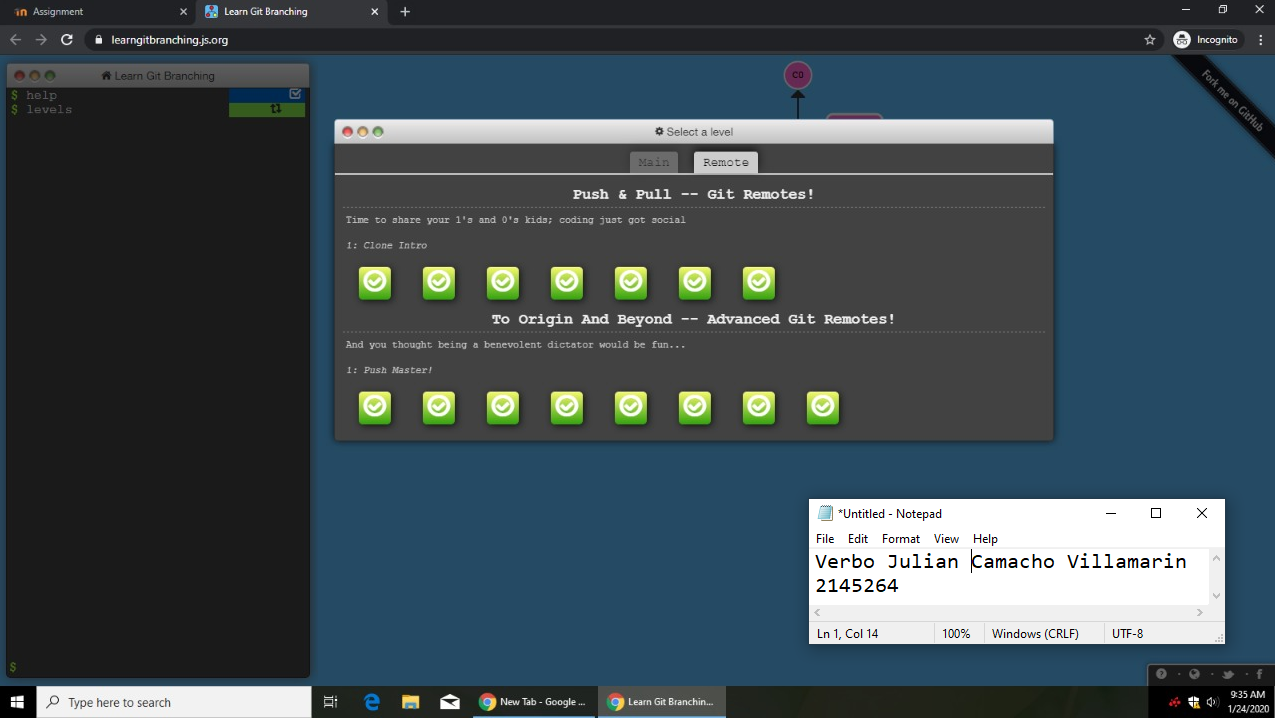 Assignment
Learn Git Branching
learngitbranching.js.org
Incognito
Learn Git Branching
$ help
$ levels
$
C0
Fork me on GitHub
Select a level
Main
Remote
Push & Pull -- Git Remotes!
Time to share your 1's and 0's kids; coding just got social
1: Clone Intro
To Origin And Beyond -- Advanced Git Remotes!
And you thought being a benevolent dictator would be fun...
1: Push Master!
*Untitled - Notepad
File Edit Format View Help
Verbo Julian Camacho Villamarin
2145264
Ln 1, Col 14 100% Windows (CRLF) UTF-8
Type here to search
New Tab - Google ...
Learn Git Branchin...
9:35 AM
1/24/2020